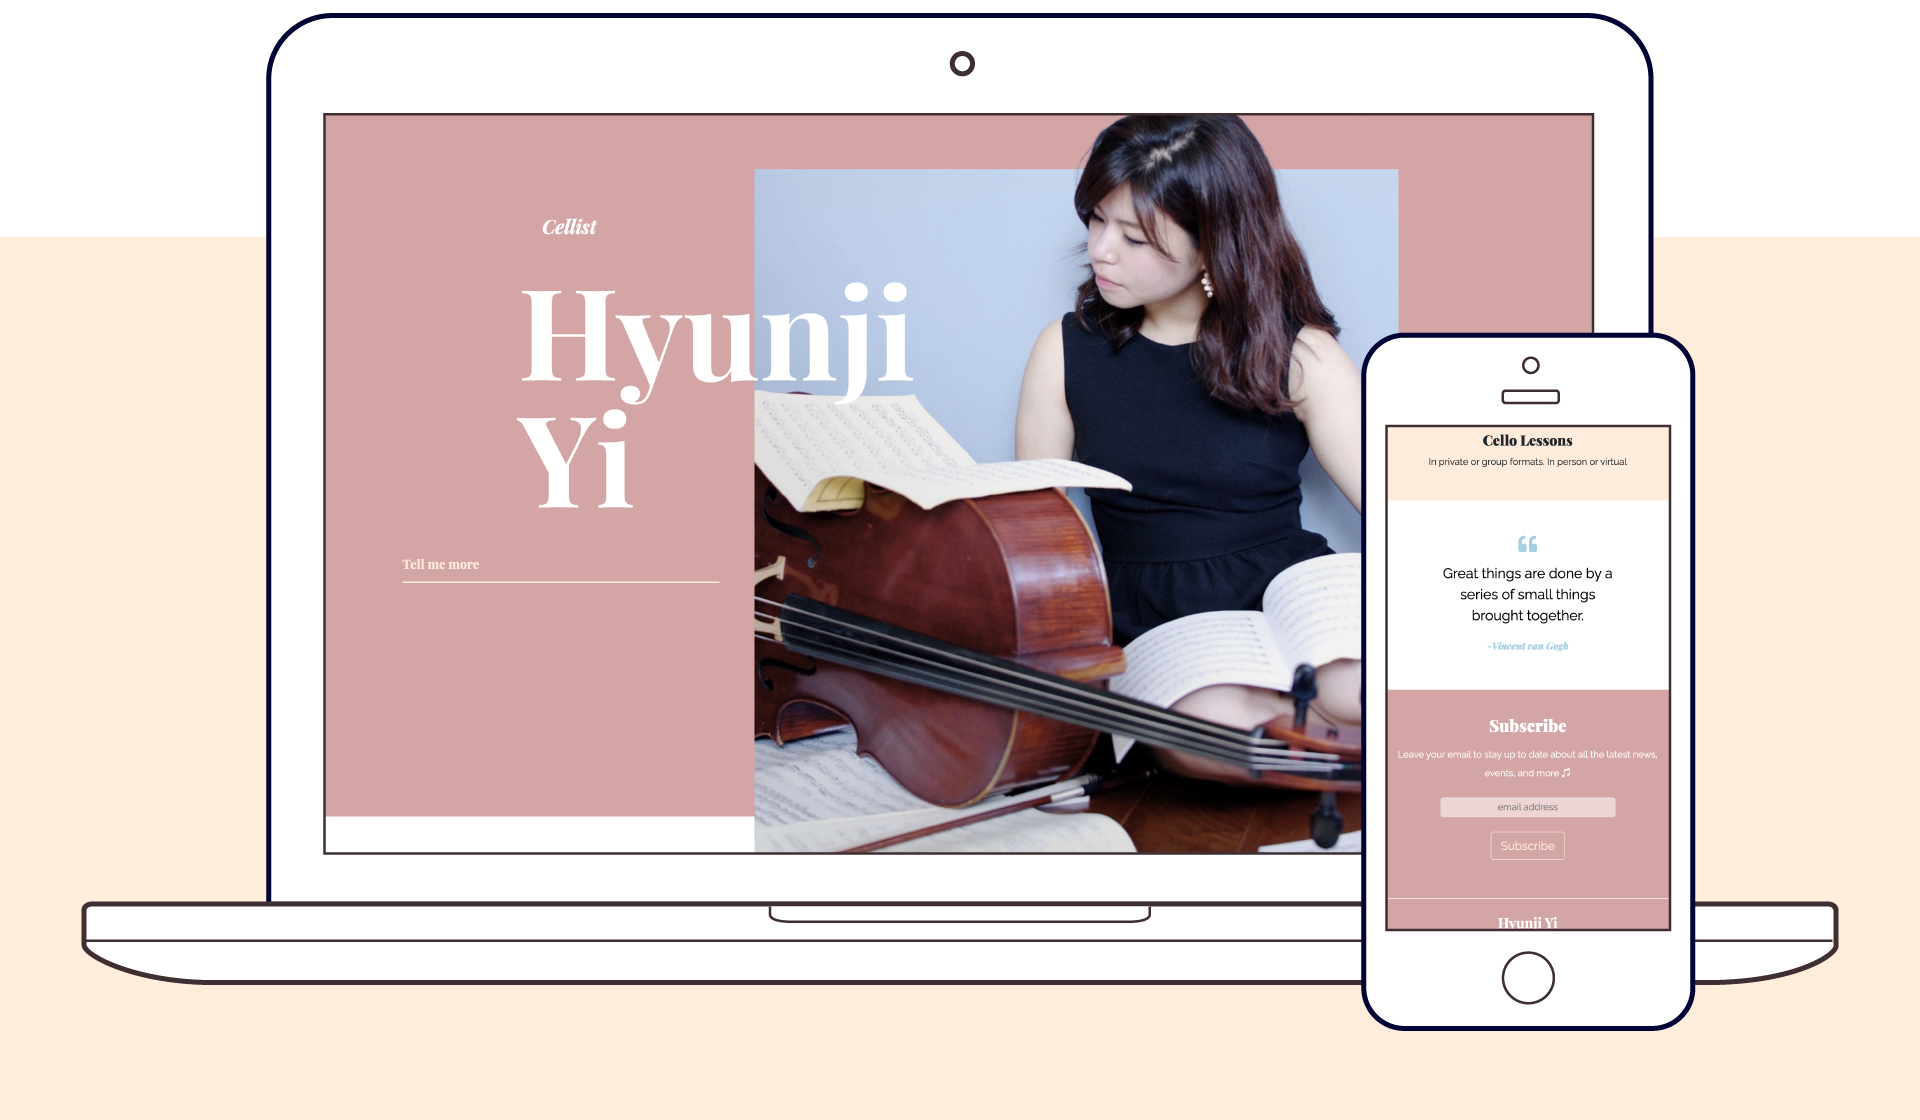 Cellist
Hyunji
Yi
Tell me more
Cello Lessons
In private or group formats. In person or virtual
“
Great things are done by a
series of small things
brought together.
-Vincent van Gogh
Subscribe
Leave your email to stay up to date about all the latest news,
events, and more 🎵
email address
Subscribe
Hyunji Yi